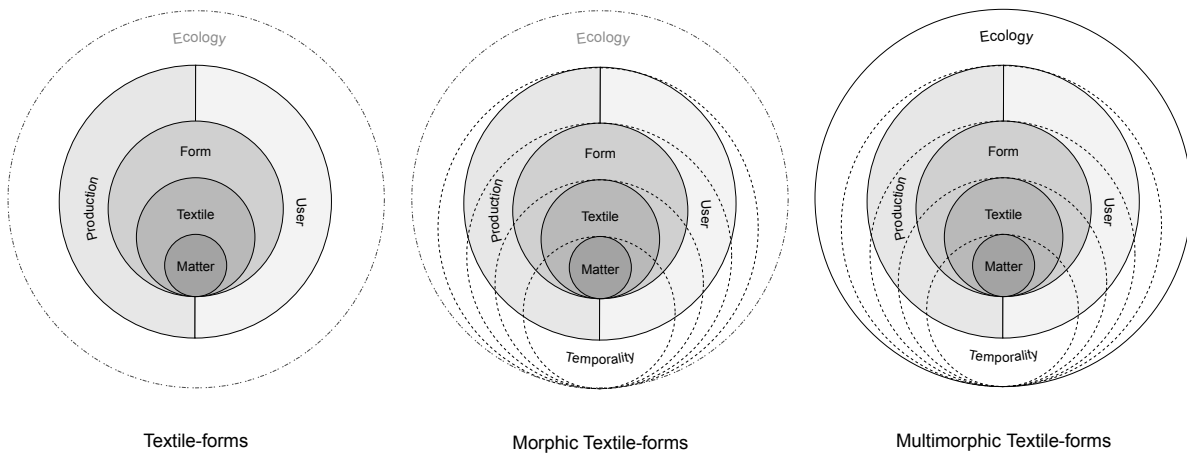 Ecology
Form
Production
User
Textile
Matter
Textile-forms
Ecology
Form
Production
User
Textile
Matter
Temporality
Morphic Textile-forms
Ecology
Form
Production
User
Textile
Matter
Temporality
Multimorphic Textile-forms